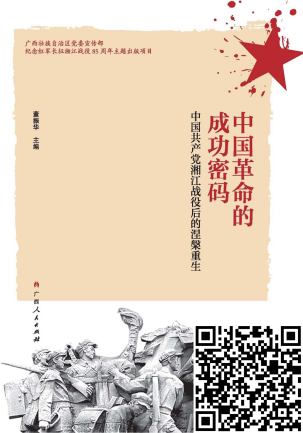 广西壮族自治区党委宣传部
纪念红军长征湘江战役85周年主题出版项目
中国革命的
成功密码
中国共产党湘江战役后的涅槃重生
董振华 主编
广西人民出版社